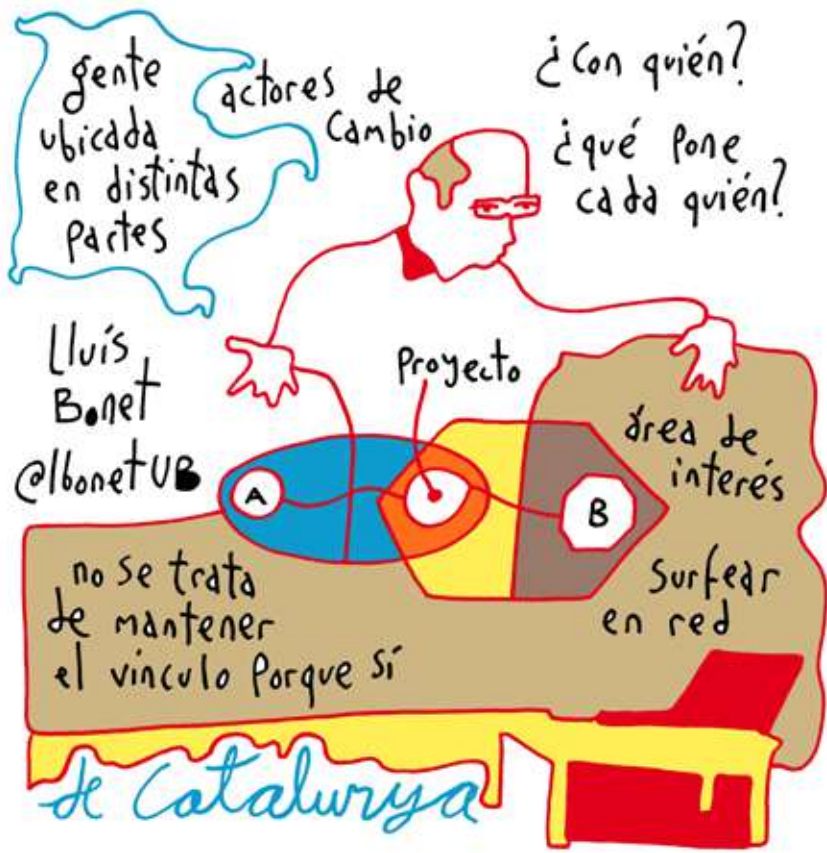 gente
ubicada
en distintas
partes
actores de
cambio
¿con quién?
¿qué pone
cada quién?
Lluís
Bonet
@lbonetUB
Proyecto
A
B
área de
interés
no se trata
de mantener
el vínculo porque sí
surfear
en red
de Catalunya